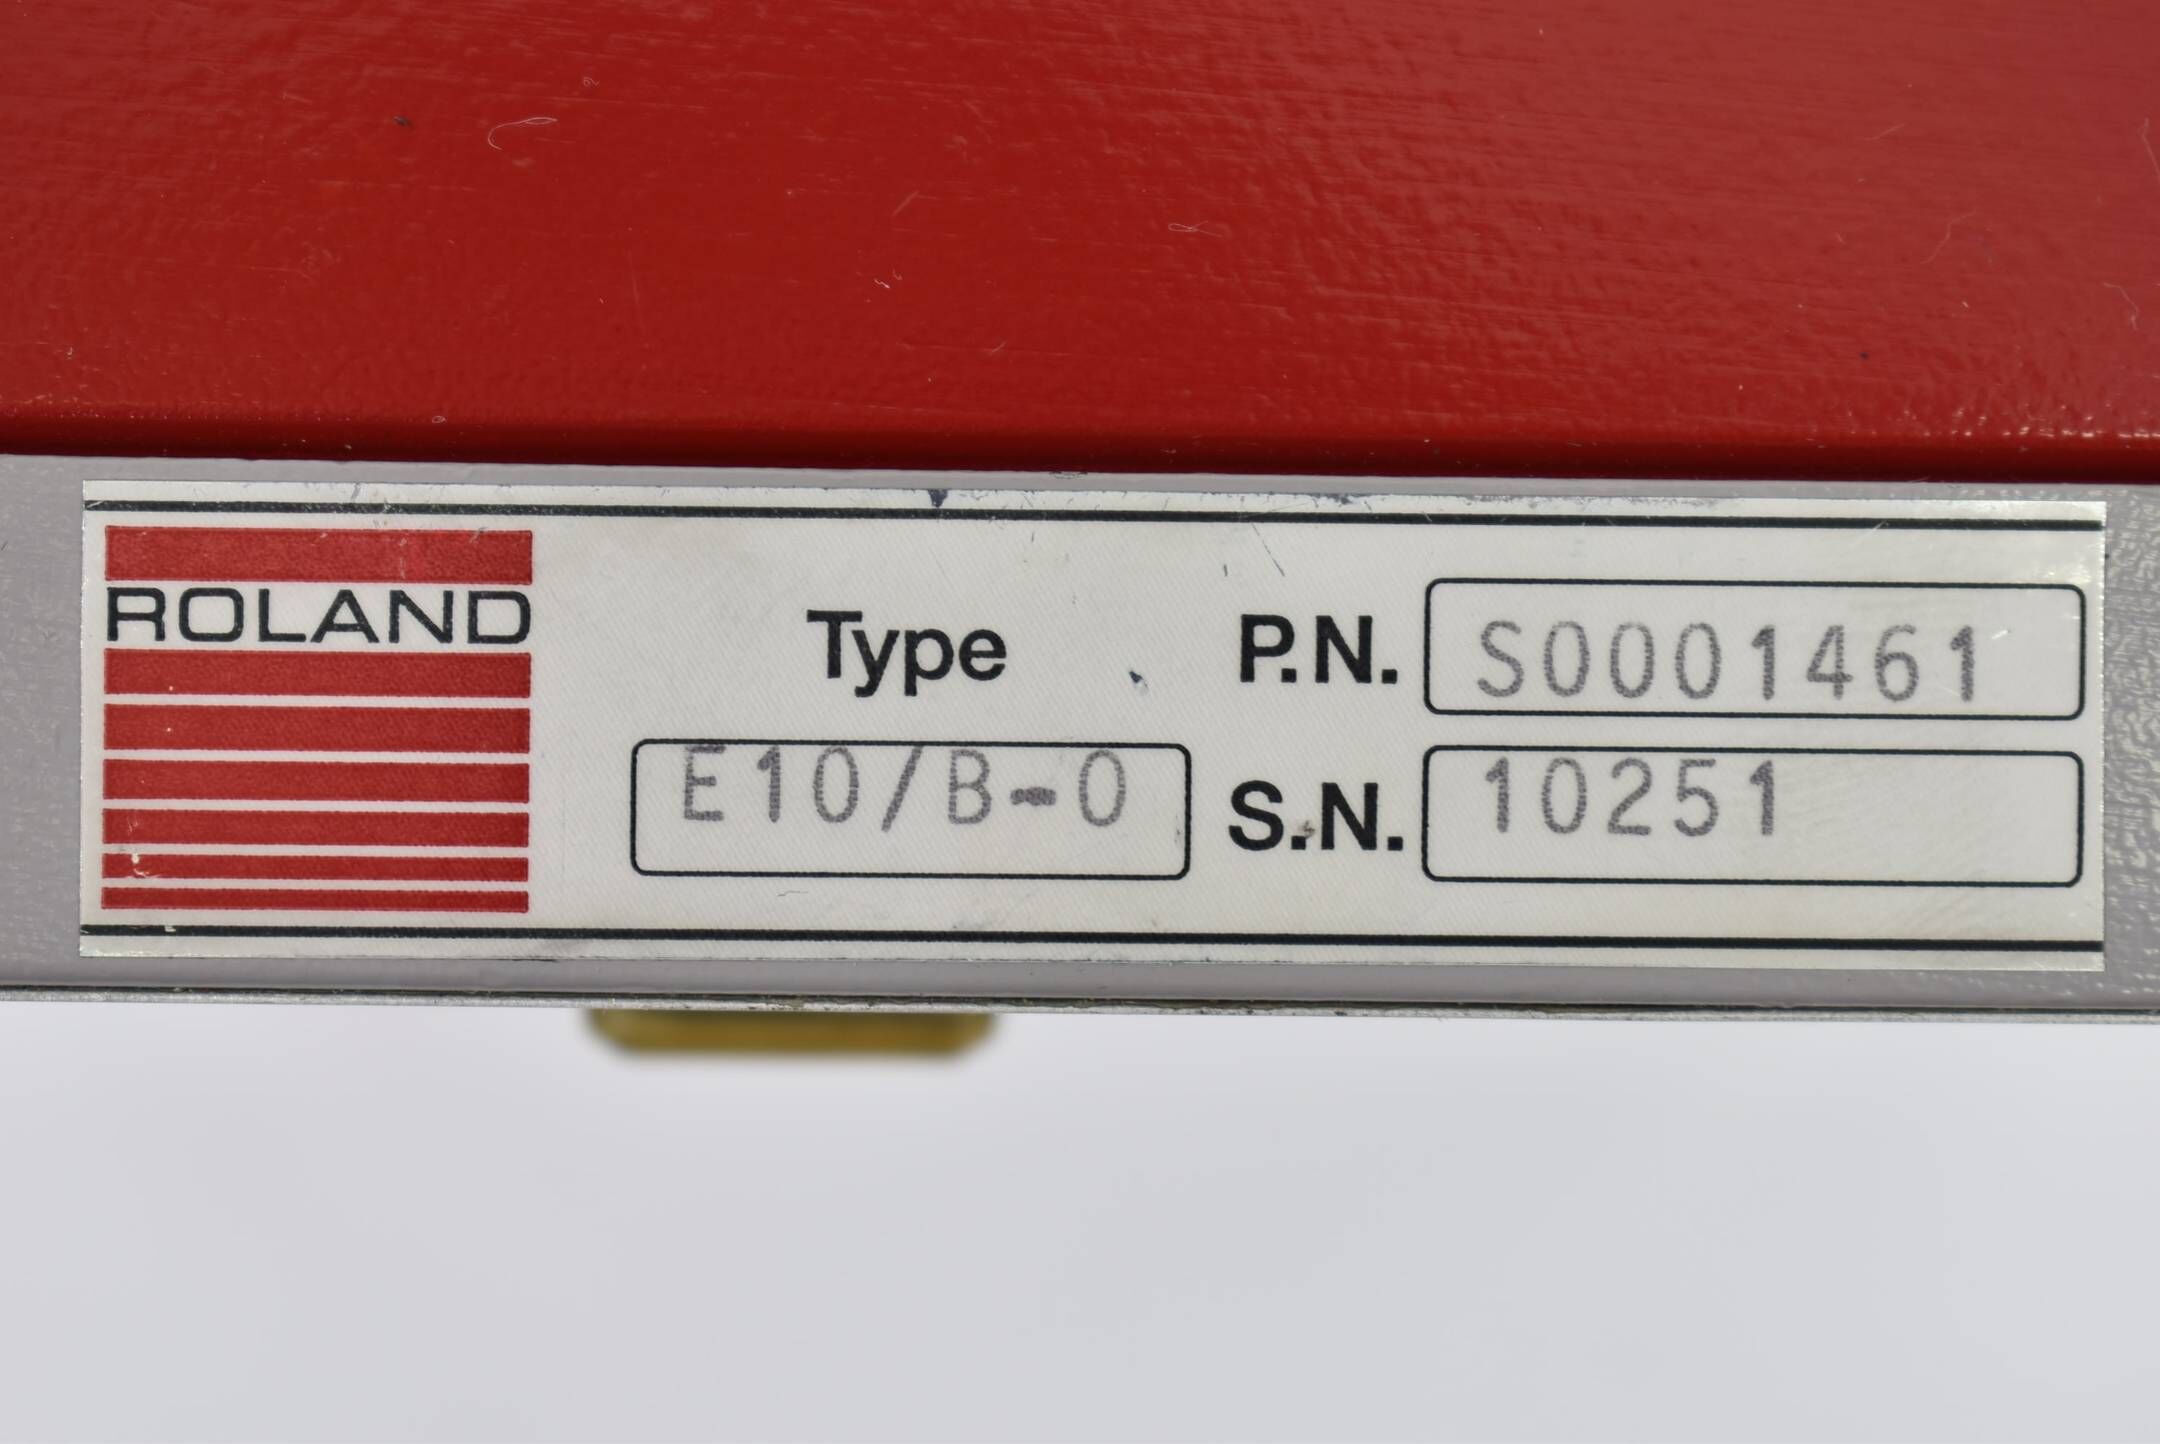 ROLAND
Type
E10/B-0
P.N. S0001461
S.N. 10251